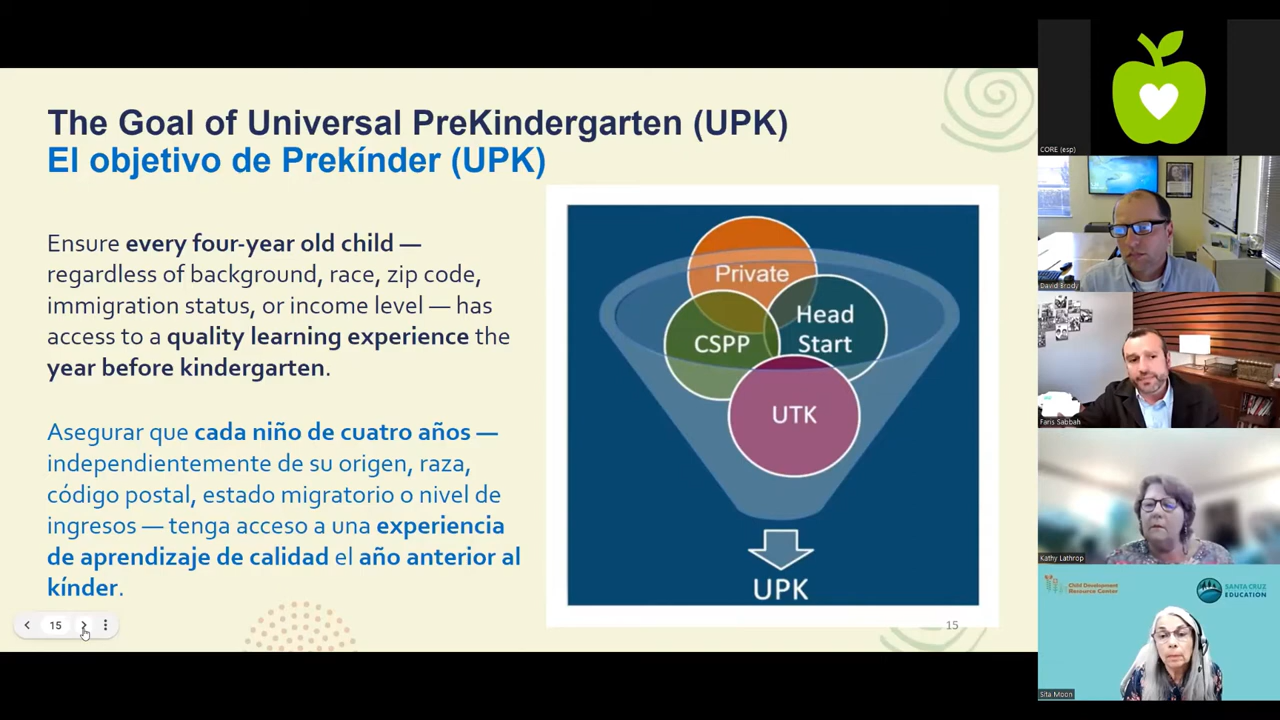 The Goal of Universal PreKindergarten (UPK)
El objetivo de Prekínder (UPK)
Ensure every four-year old child —
regardless of background, race, zip code,
immigration status, or income level — has
access to a quality learning experience the
year before kindergarten.
Asegurar que cada niño de cuatro años —
independientemente de su origen, raza,
código postal, estado migratorio o nivel de
ingresos — tenga acceso a una experiencia
de aprendizaje de calidad el año anterior al
kínder.
Private
CSPP
Head
Start
UTK
UPK
15
15
CORE (esp)
David Brody
Faris Sabbah
Kathy Lathrop
Child Development
Resource Center
SANTA CRUZ
EDUCATION
Sita Moon